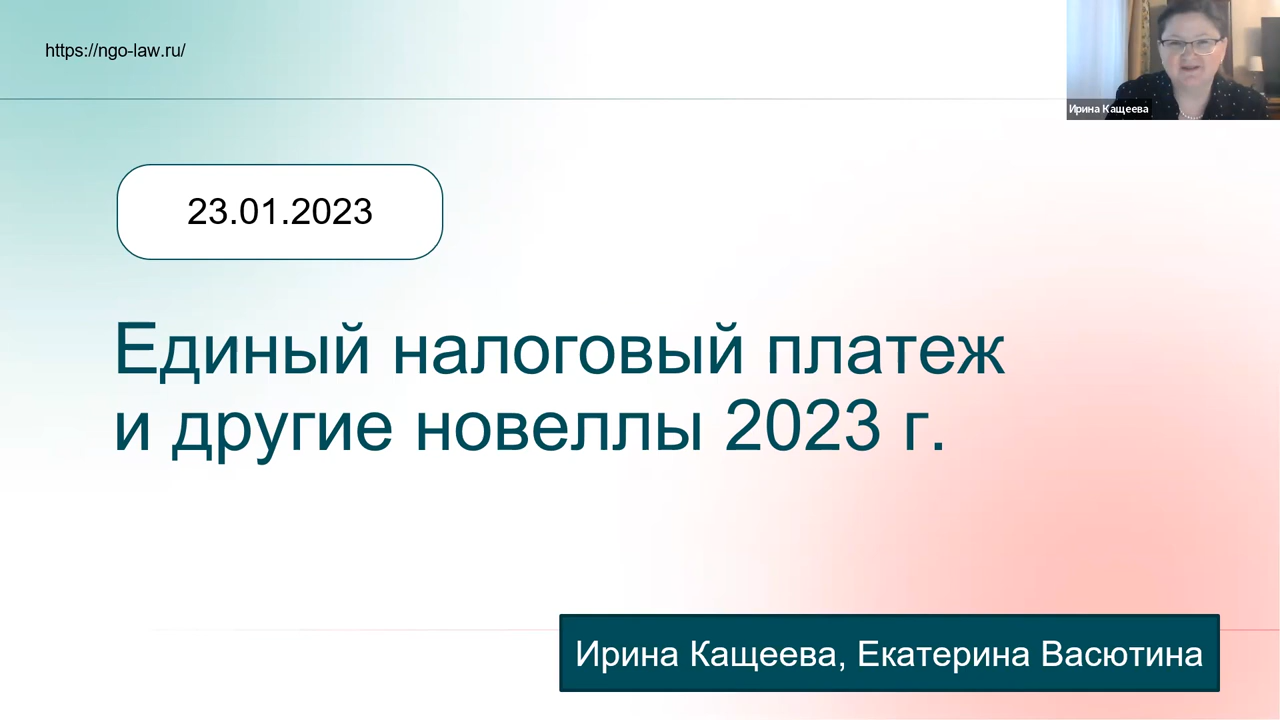 https://ngo-law.ru/
Ирина Кащеева
23.01.2023
Единый налоговый платеж
и другие новеллы 2023 г.
Ирина Кащеева, Екатерина Васютина